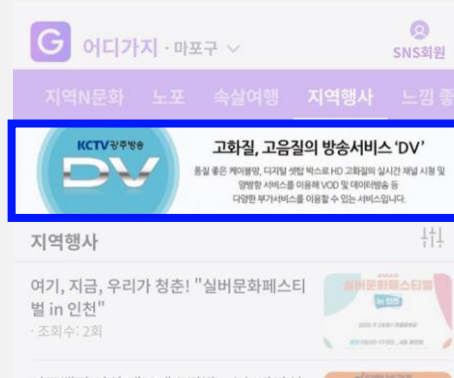 G 어디가지 · 마포구
SNS회원
지역N문화 노포 속살여행 지역행사 느낌 좋
KCTV광주방송
DV
고화질, 고음질의 방송서비스 ‘DV’
품질 좋은 케이블망, 디지털 셋탑 박스로 HD 고화질의 실시간 채널 시청 및
양방향 서비스를 이용해 VOD 및 데이터방송 등
다양한 부가서비스를 이용할 수 있는 서비스입니다.
지역행사
여기, 지금, 우리가 청춘! "실버문화페스티
벌 in 인천"
· 조회수: 2회
실버문화페스티벌
in 인천